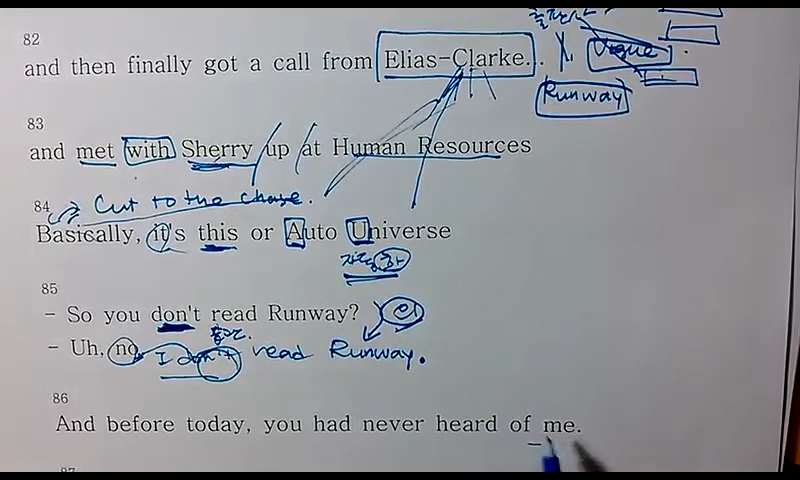 82
and then finally got a call from Elias-Clarke... Vogue
Runway
83
and met with Sherry up at Human Resources
Cut to the chase.
84
Basically, it's this or Auto Universe
85
- So you don't read Runway?
- Uh, no I don't read Runway.
86
And before today, you had never heard of me.